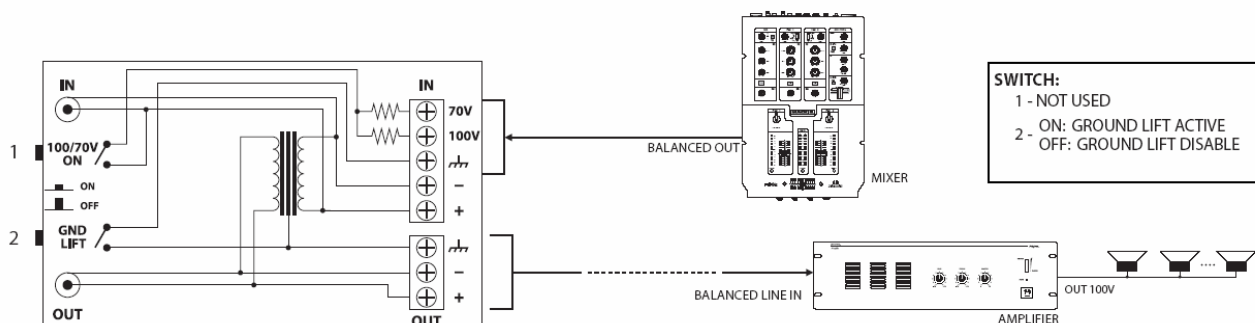 IN
IN
70V
100V
-
+
1
100/70V
ON
ON
OFF
2
GND
LIFT
-
+
OUT
OUT
BALANCED OUT
MIXER
SWITCH:
1 - NOT USED
2 - ON: GROUND LIFT ACTIVE
OFF: GROUND LIFT DISABLE
BALANCED LINE IN
AMPLIFIER
OUT 100V